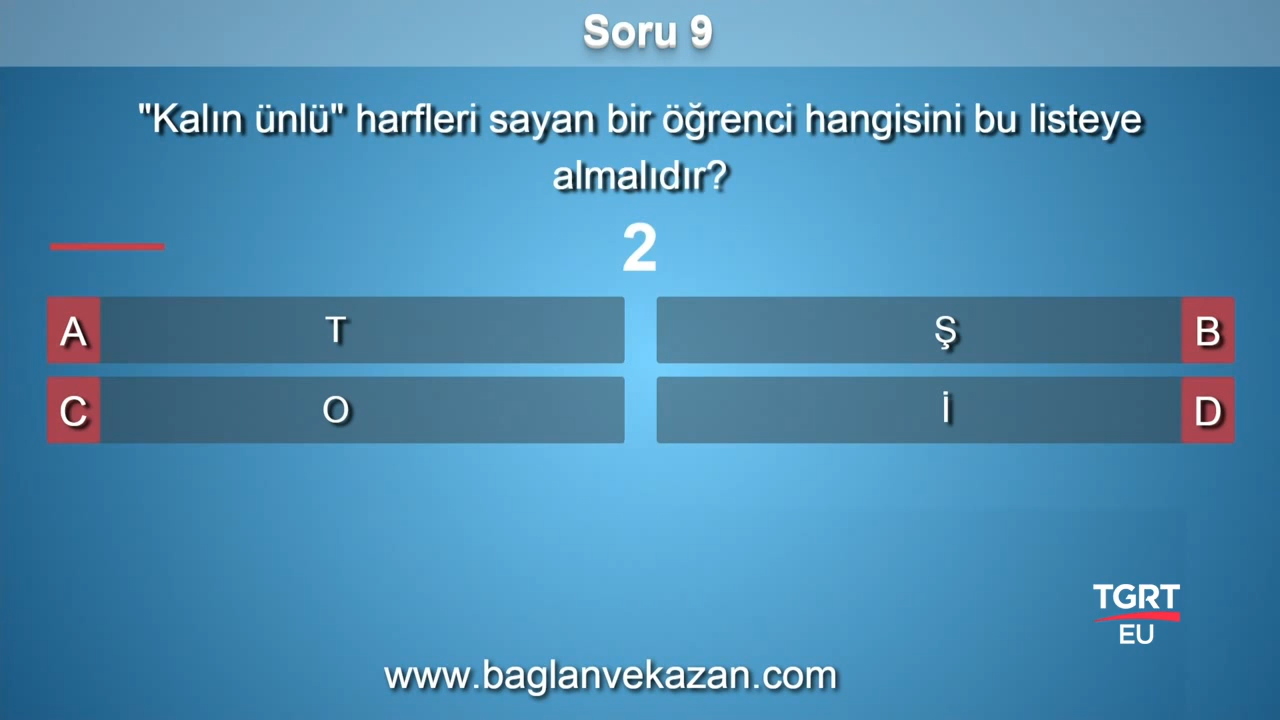 Soru 9
"Kalın ünlü" harfleri sayan bir öğrenci hangisini bu listeye
almalıdır?
2
A T
Ş B
C O
İ D
TGRT
EU
www.baglanvekazan.com